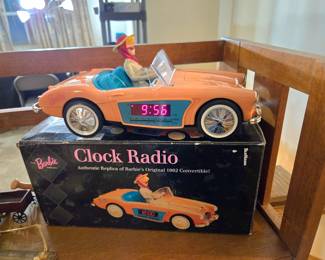 9:56
Barbie
Clock Radio
Authentic Replica of Barbie's Original 1962 Convertible!